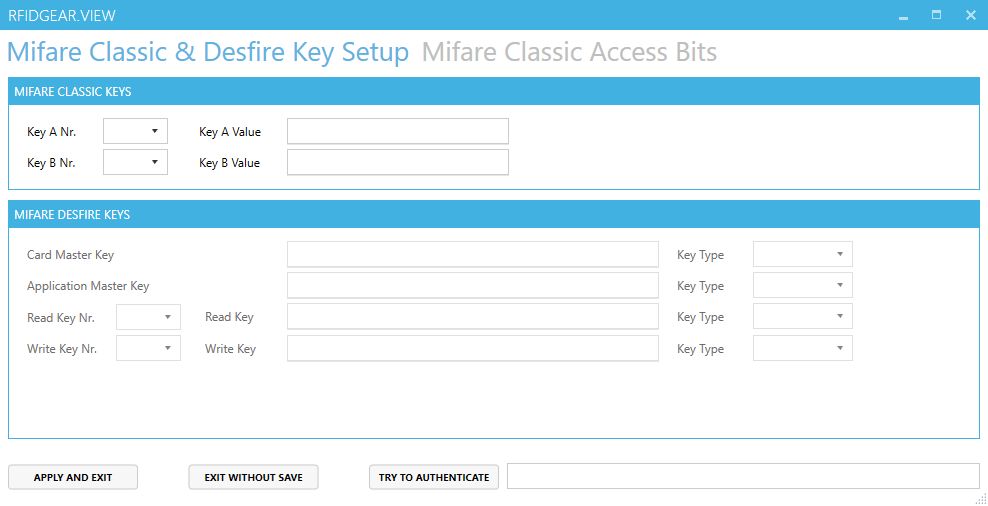 RFIDGEAR.VIEW
Mifare Classic & Desfire Key Setup Mifare Classic Access Bits
MIFARE CLASSIC KEYS
Key A Nr. Key A Value
Key B Nr. Key B Value
MIFARE DESFIRE KEYS
Card Master Key Key Type
Application Master Key Key Type
Read Key Nr. Read Key Key Type
Write Key Nr. Write Key Key Type
APPLY AND EXIT EXIT WITHOUT SAVE TRY TO AUTHENTICATE